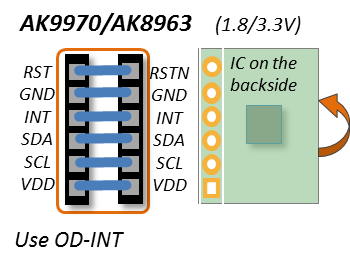 AK9970/AK8963 (1.8/3.3V)
RST RSTN IC on the
GND GND backside
INT INT
SDA SDA
SCL SCL
VDD VDD
Use OD-INT